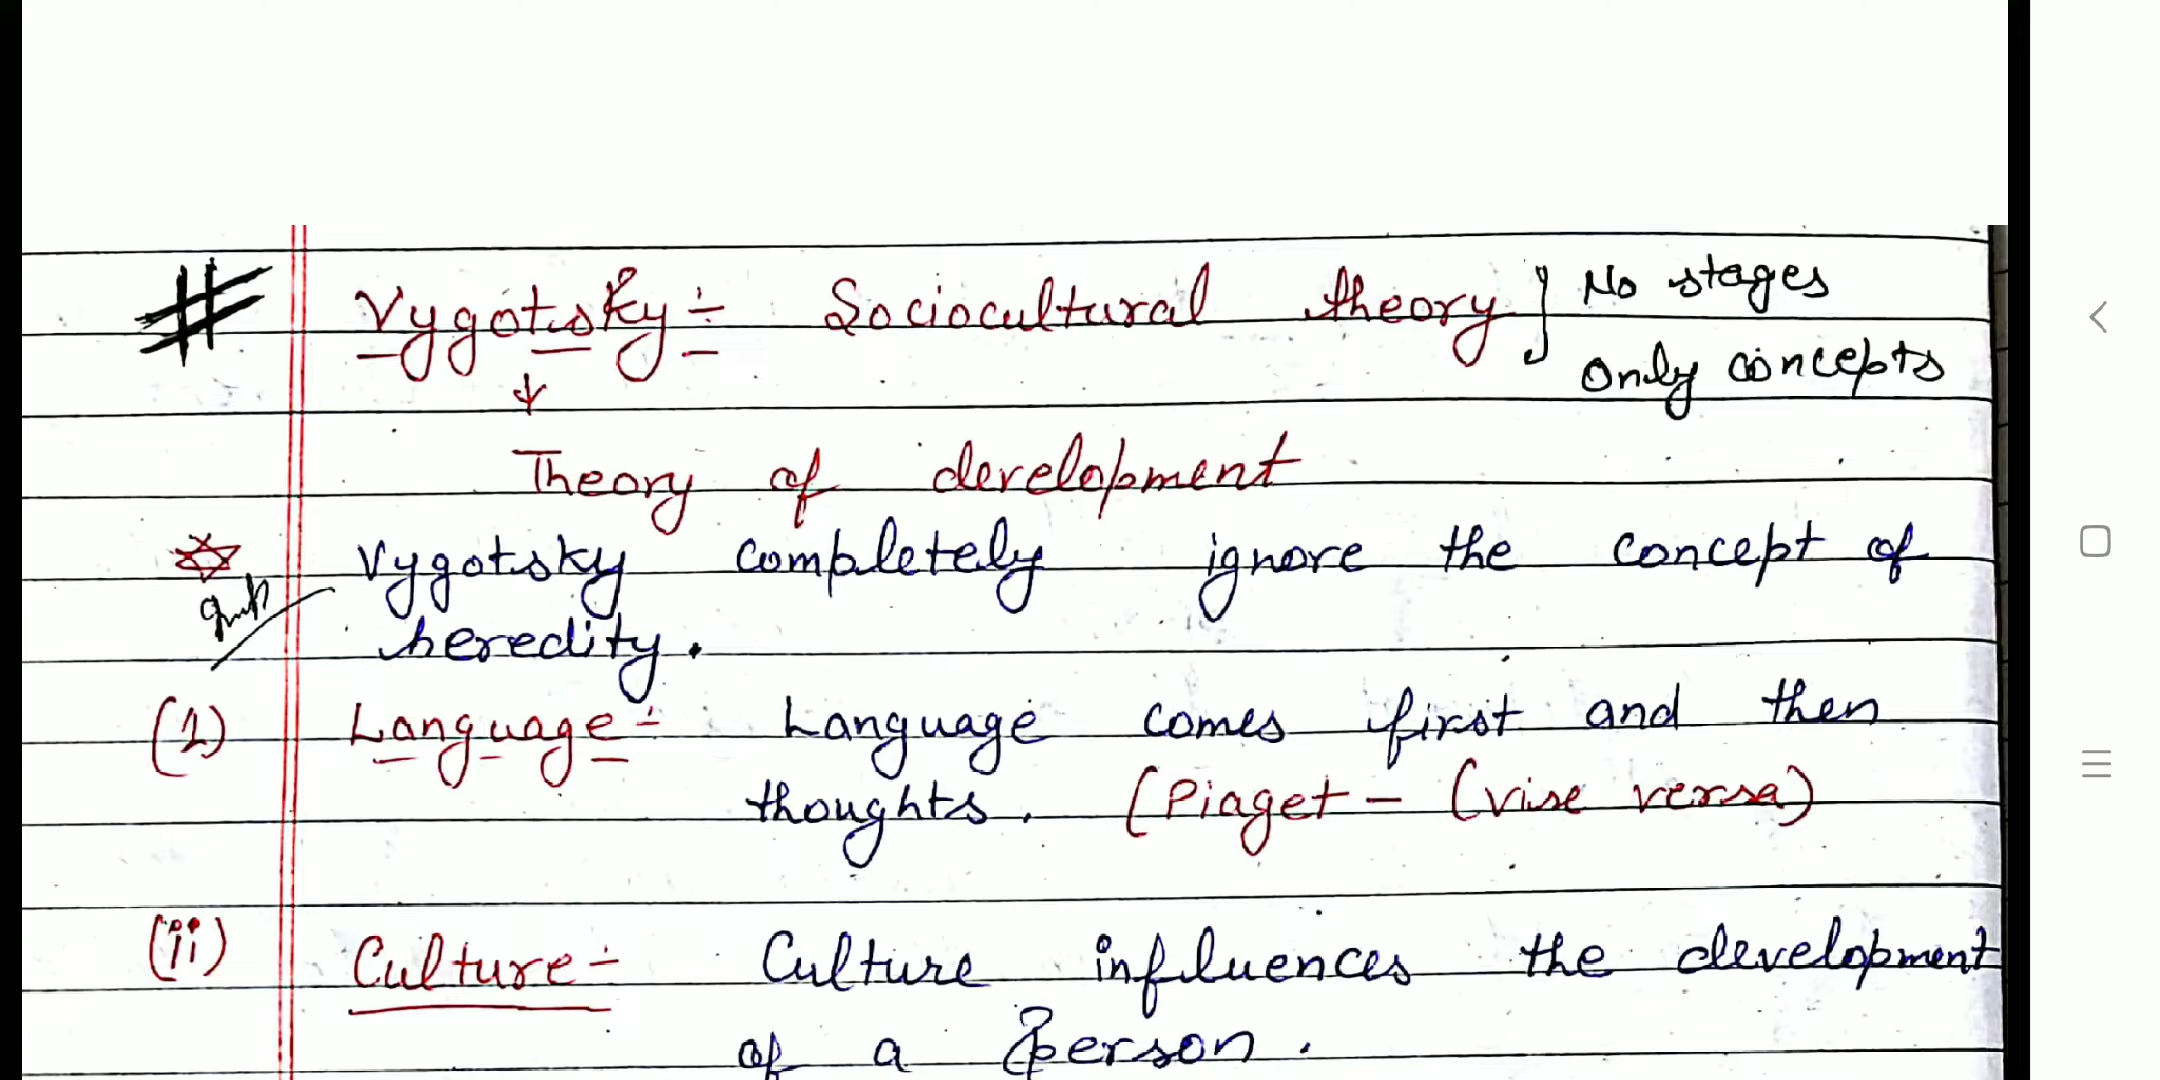 # Vygotsky:- Sociocultural theory } No stages
Only concepts
↓
Theory of development
Vygotsky completely ignore the concept of
heredity.
(1) Language:- Language comes first and then
thoughts. (Piaget - (vise versa)
(ii) Culture:- Culture influences the development
of a person.